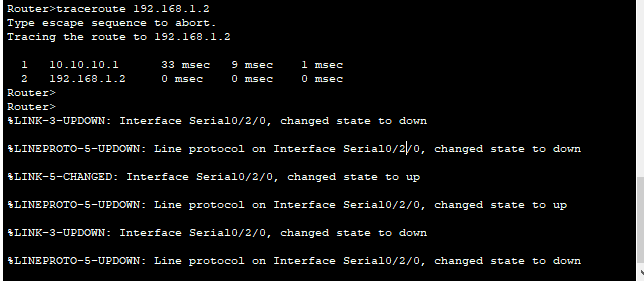 Router>traceroute 192.168.1.2
Type escape sequence to abort.
Tracing the route to 192.168.1.2
1 10.10.10.1 33 msec 9 msec 1 msec
2 192.168.1.2 0 msec 0 msec 0 msec
Router>
Router>
%LINK-3-UPDOWN: Interface Serial0/2/0, changed state to down
%LINEPROTO-5-UPDOWN: Line protocol on Interface Serial0/2/0, changed state to down
%LINK-5-CHANGED: Interface Serial0/2/0, changed state to up
%LINEPROTO-5-UPDOWN: Line protocol on Interface Serial0/2/0, changed state to up
%LINK-3-UPDOWN: Interface Serial0/2/0, changed state to down
%LINEPROTO-5-UPDOWN: Line protocol on Interface Serial0/2/0, changed state to down